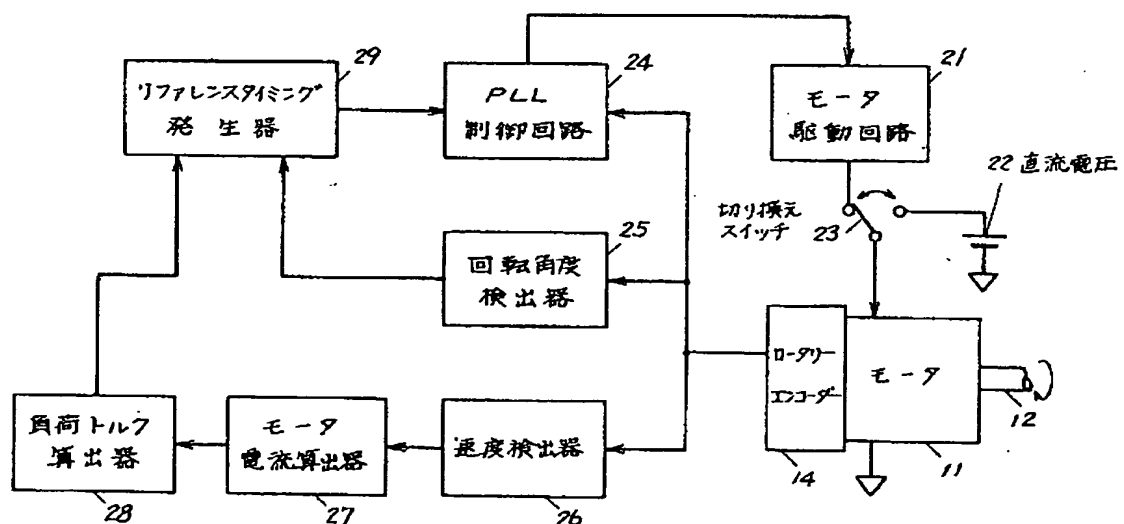 29
リファレンスタイミング
発生器
24
PLL
制御回路
21
モータ
駆動回路
22 直流電圧
切り換え
スイッチ
23
25
回転角度
検出器
ロータリー
エンコーダー
モータ
12
14
11
負荷トルク
算出器
28
モータ
電流算出器
27
速度検出器
26